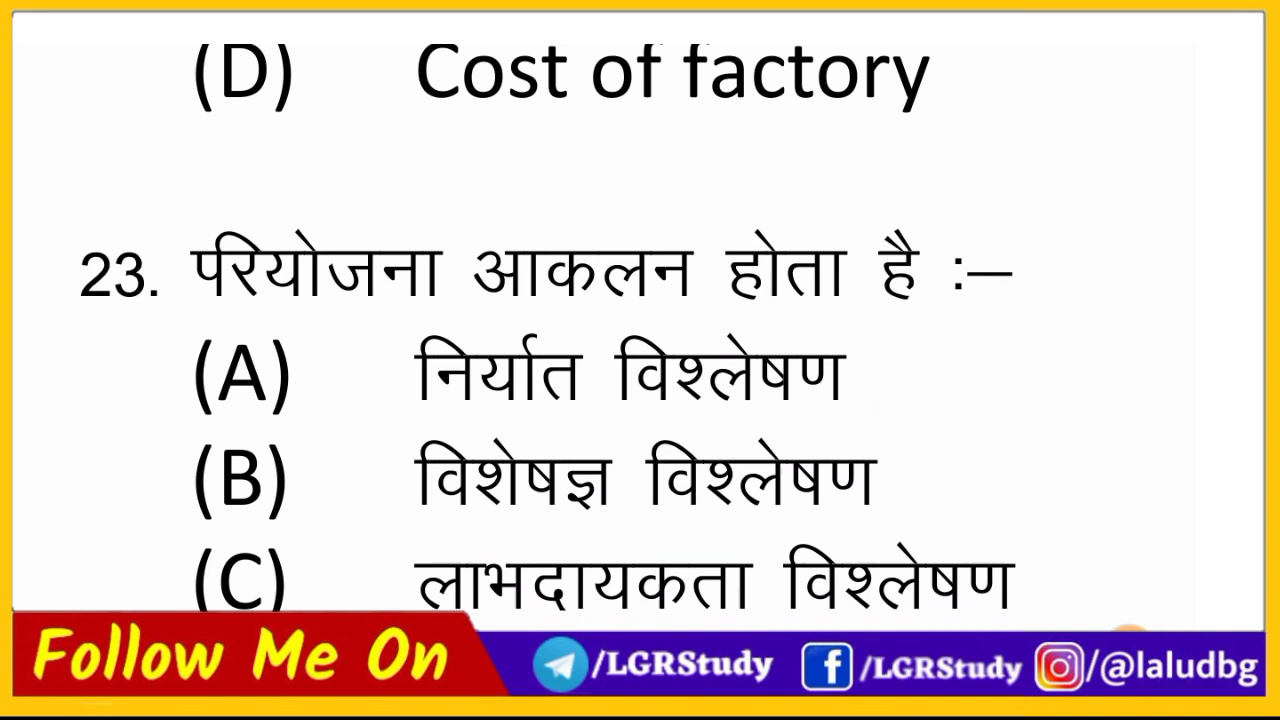 (D) Cost of factory
23. परियोजना आकलन होता है :–
(A) निर्यात विश्लेषण
(B) विशेषज्ञ विश्लेषण
(C) लाभदायकता विश्लेषण
Follow Me On /LGRStudy /LGRStudy /@laludbg